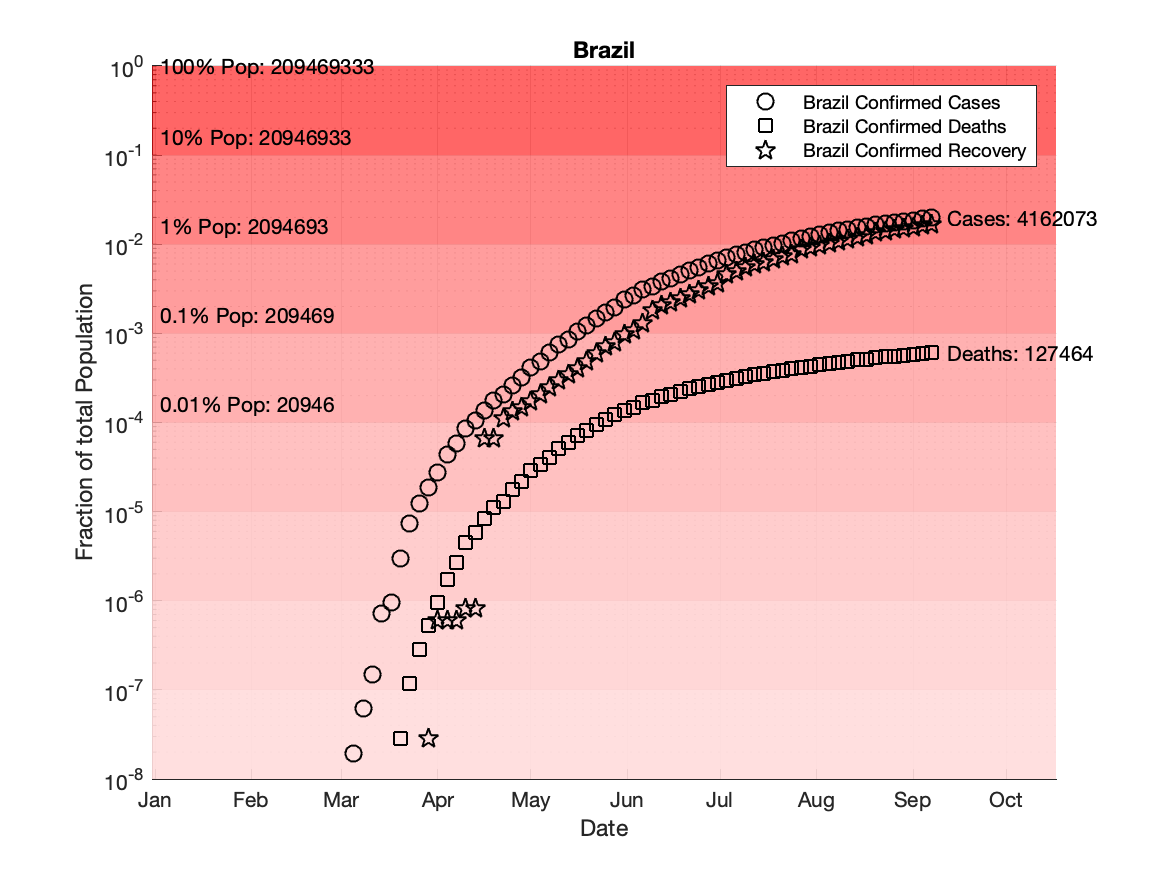 Brazil
10^0
100% Pop: 209469333
Brazil Confirmed Cases
Brazil Confirmed Deaths
Brazil Confirmed Recovery
10% Pop: 20946933
10^-1
1% Pop: 2094693
Cases: 4162073
10^-2
0.1% Pop: 209469
10^-3
Deaths: 127464
0.01% Pop: 20946
10^-4
10^-5
10^-6
10^-7
10^-8
Fraction of total Population
Jan Feb Mar Apr May Jun Jul Aug Sep Oct
Date